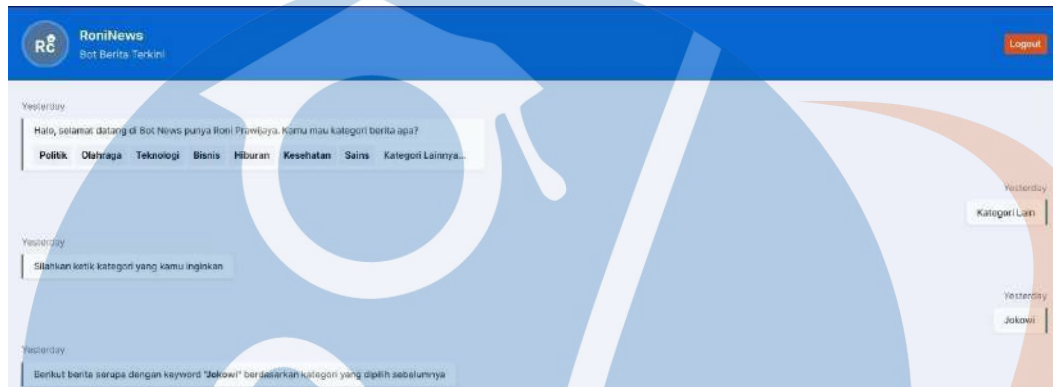 RC
RoniNews
Bot Berita Terkini
Logout
Yesterday
Halo, selamat datang di Bot News punya Roni Prawijaya. Kamu mau kategori berita apa?
Politik Olahraga Teknologi Bisnis Hiburan Kesehatan Sains Kategori Lainnya...
Yesterday
Kategori Lain
Yesterday
Silahkan ketik kategori yang kamu inginkan
Yesterday
Jokowi
Yesterday
Berikut berita serupa dengan keyword "Jokowi" berdasarkan kategori yang dipilih sebelumnya